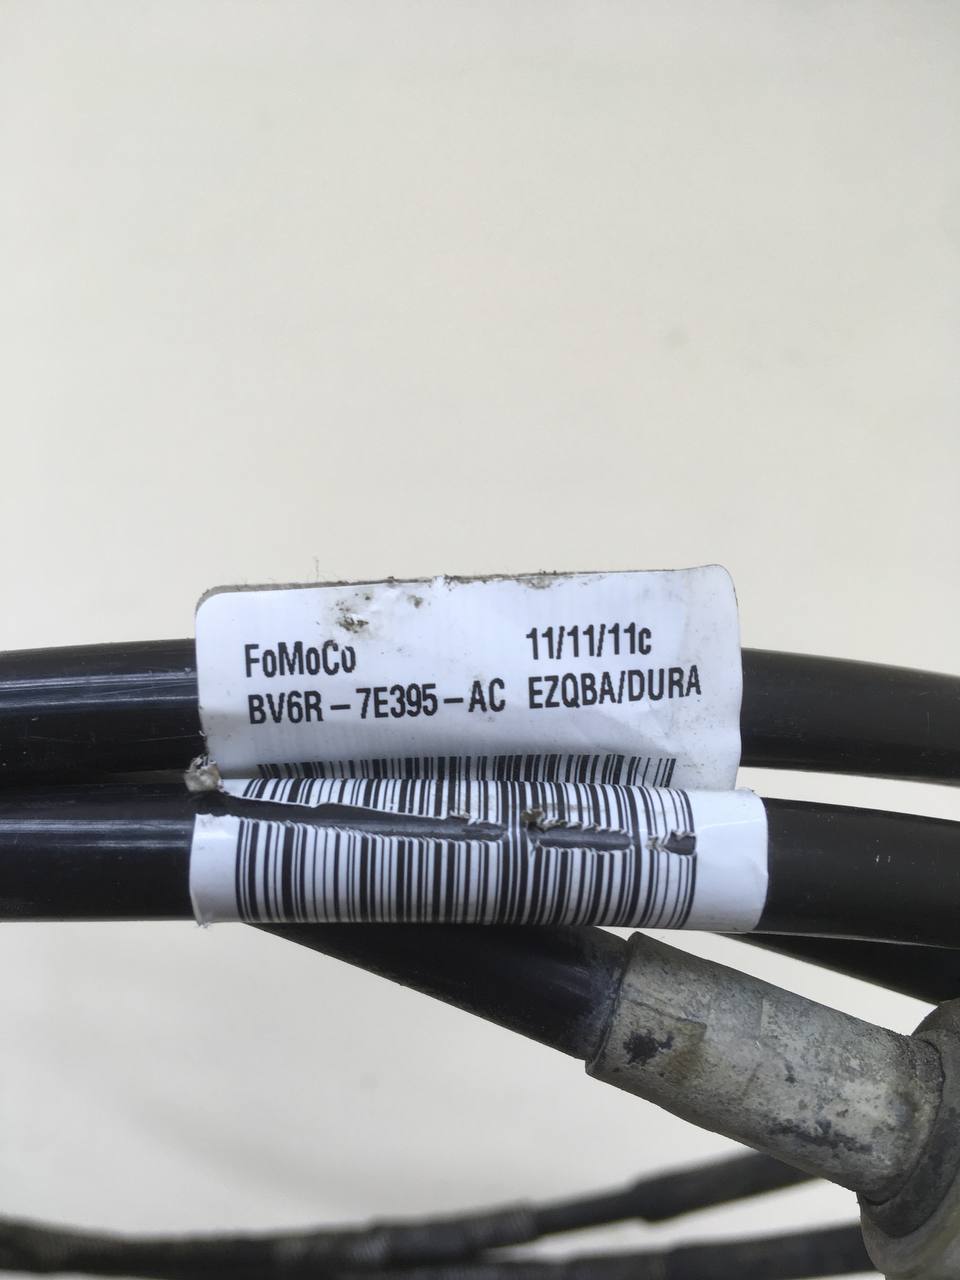 FoMoCo 11/11/11c
BV6R-7E395-AC EZQBA/DURA